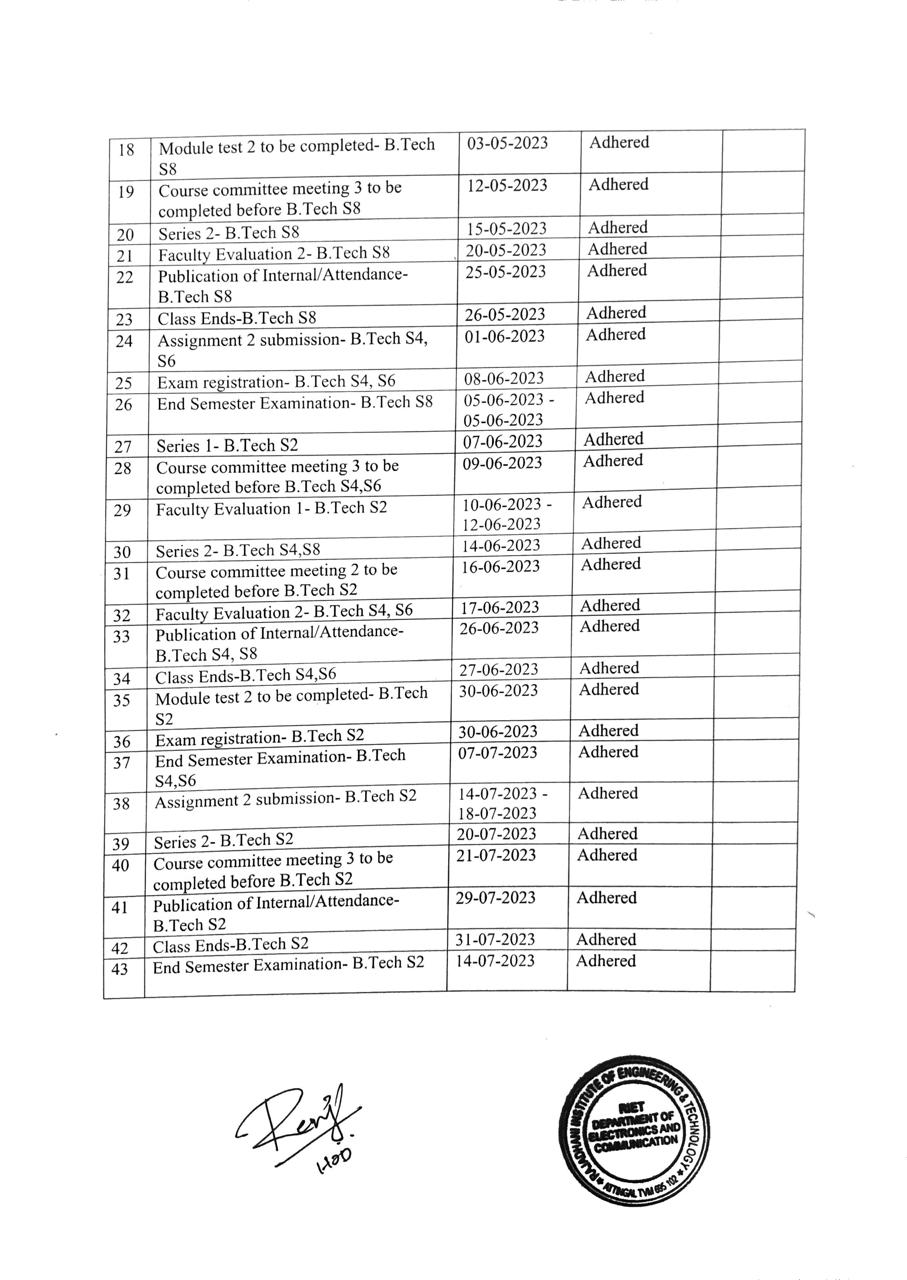 18 Module test 2 to be completed- B.Tech 03-05-2023 Adhered
S8
19 Course committee meeting 3 to be 12-05-2023 Adhered
completed before B.Tech S8
20 Series 2- B.Tech S8 15-05-2023 Adhered
21 Faculty Evaluation 2- B.Tech S8 20-05-2023 Adhered
22 Publication of Internal/Attendance- 25-05-2023 Adhered
B.Tech S8
23 Class Ends-B.Tech S8 26-05-2023 Adhered
24 Assignment 2 submission- B.Tech S4, 01-06-2023 Adhered
S6
25 Exam registration- B.Tech S4, S6 08-06-2023 Adhered
26 End Semester Examination- B.Tech S8 05-06-2023 - Adhered
05-06-2023
27 Series 1- B.Tech S2 07-06-2023 Adhered
28 Course committee meeting 3 to be 09-06-2023 Adhered
completed before B.Tech S4,S6
29 Faculty Evaluation 1- B.Tech S2 10-06-2023 - Adhered
12-06-2023
30 Series 2- B.Tech S4,S8 14-06-2023 Adhered
31 Course committee meeting 2 to be 16-06-2023 Adhered
completed before B.Tech S2
32 Faculty Evaluation 2- B.Tech S4, S6 17-06-2023 Adhered
33 Publication of Internal/Attendance- 26-06-2023 Adhered
B.Tech S4, S8
34 Class Ends-B.Tech S4,S6 27-06-2023 Adhered
35 Module test 2 to be completed- B.Tech 30-06-2023 Adhered
S2
36 Exam registration- B.Tech S2 30-06-2023 Adhered
37 End Semester Examination- B.Tech 07-07-2023 Adhered
S4,S6
38 Assignment 2 submission- B.Tech S2 14-07-2023 - Adhered
18-07-2023
39 Series 2- B.Tech S2 20-07-2023 Adhered
40 Course committee meeting 3 to be 21-07-2023 Adhered
completed before B.Tech S2
41 Publication of Internal/Attendance- 29-07-2023 Adhered
B.Tech S2
42 Class Ends-B.Tech S2 31-07-2023 Adhered
43 End Semester Examination- B.Tech S2 14-07-2023 Adhered
HOD
RAJADHANI INSTITUTE OF ENGINEERING & TECHNOLOGY
RIET
DEPARTMENT OF
ELECTRONICS AND
COMMUNICATION
ATTINGAL TVM 695 102